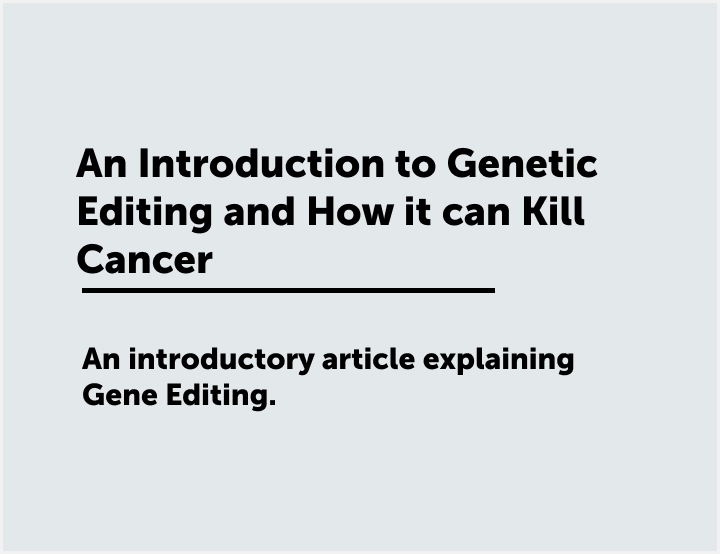 An Introduction to Genetic
Editing and How it can Kill
Cancer
An introductory article explaining
Gene Editing.